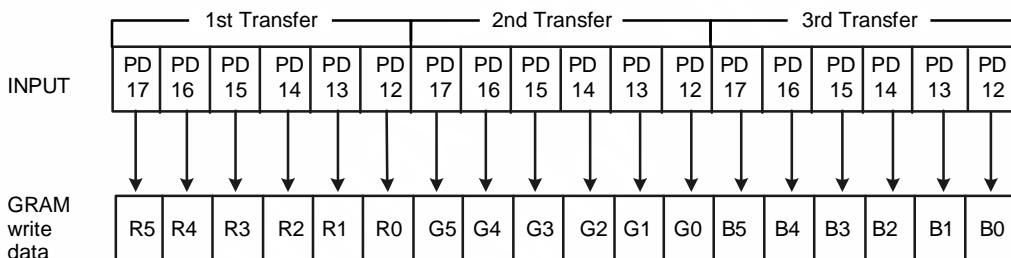 1st Transfer 2nd Transfer 3rd Transfer
INPUT
PD 17 PD 16 PD 15 PD 14 PD 13 PD 12 PD 17 PD 16 PD 15 PD 14 PD 13 PD 12 PD 17 PD 16 PD 15 PD 14 PD 13 PD 12
GRAM
write
data
R5 R4 R3 R2 R1 R0 G5 G4 G3 G2 G1 G0 B5 B4 B3 B2 B1 B0